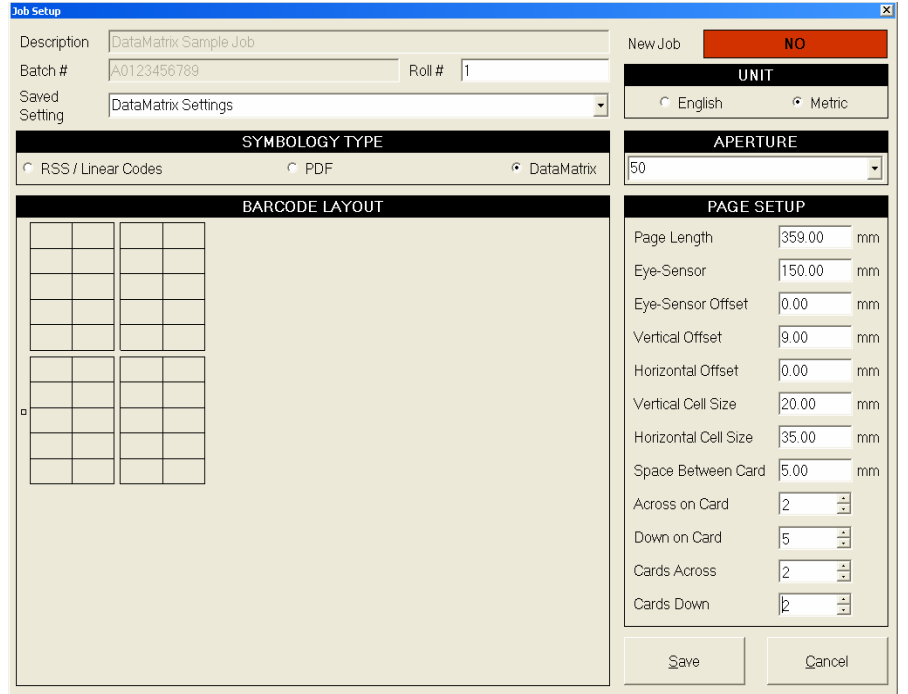 Job Setup
Description DataMatrix Sample Job
Batch # A0123456789 Roll # 1
Saved Setting DataMatrix Settings
New Job NO
UNIT
English Metric
SYMBOLOGY TYPE
RSS / Linear Codes PDF DataMatrix
APERTURE
50
BARCODE LAYOUT
PAGE SETUP
Page Length 359.00 mm
Eye-Sensor 150.00 mm
Eye-Sensor Offset 0.00 mm
Vertical Offset 9.00 mm
Horizontal Offset 0.00 mm
Vertical Cell Size 20.00 mm
Horizontal Cell Size 35.00 mm
Space Between Card 5.00 mm
Across on Card 2
Down on Card 5
Cards Across 2
Cards Down 2
Save Cancel